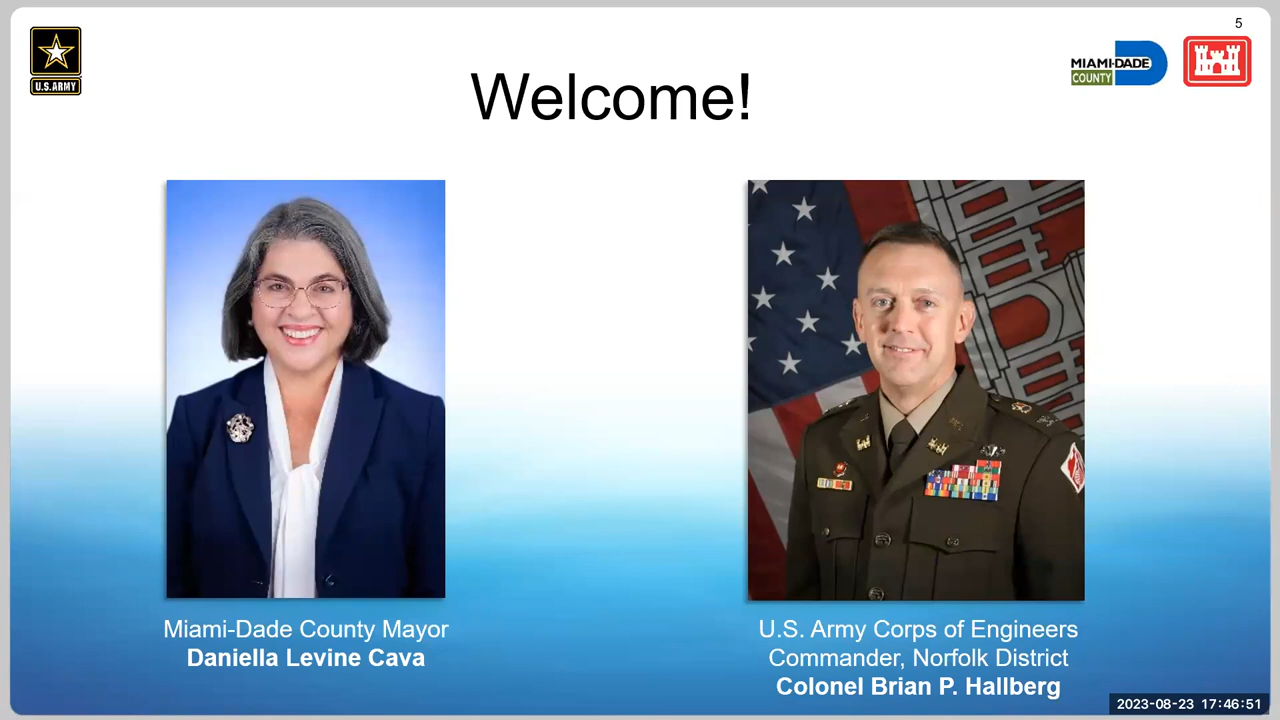 5
U.S.ARMY
MIAMI-DADE
COUNTY
Welcome!
Miami-Dade County Mayor
Daniella Levine Cava
U.S. Army Corps of Engineers
Commander, Norfolk District
Colonel Brian P. Hallberg
2023-08-23 17:46:51